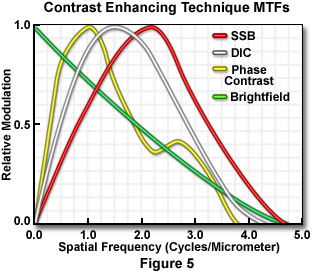 Contrast Enhancing Technique MTFs
1.0
0.5
0.0
Relative Modulation
SSB
DIC
Phase
Contrast
Brightfield
0.0 1.0 2.0 3.0 4.0 5.0
Spatial Frequency (Cycles/Micrometer)
Figure 5